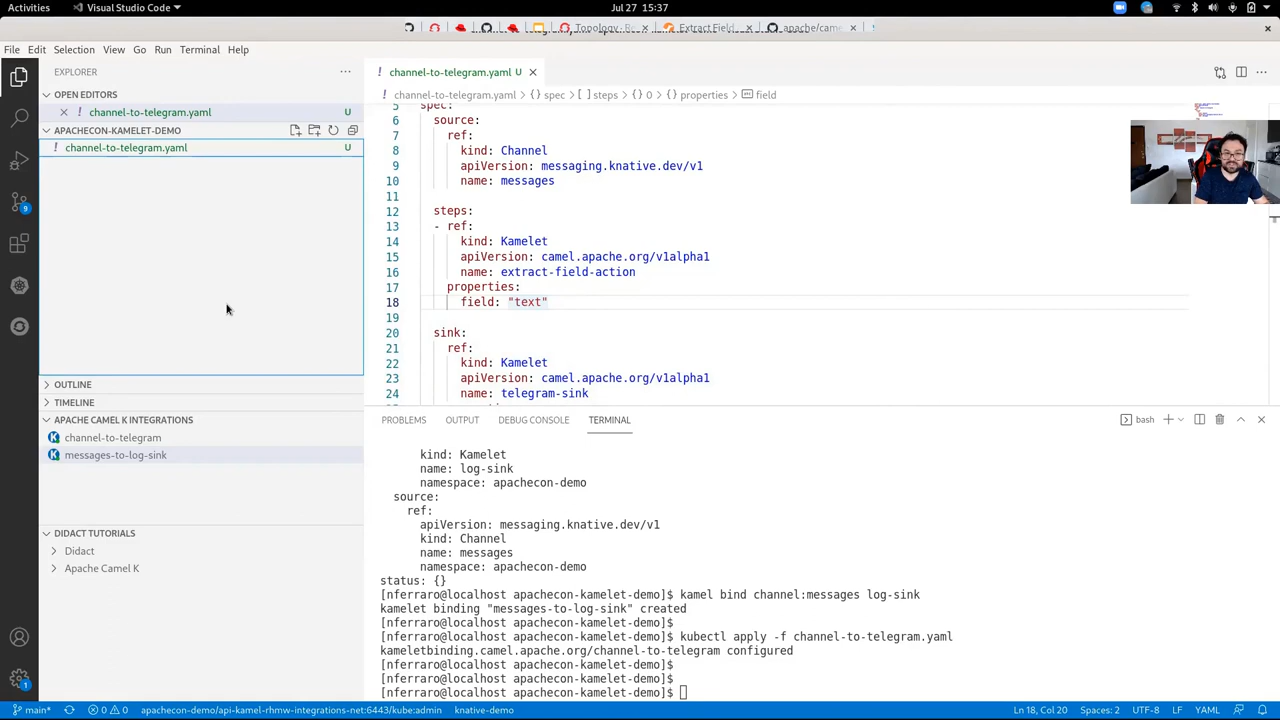 Activities
Visual Studio Code
Jul 27 15:37
Topology · Re
Extract Field
apache/came
File Edit Selection View Go Run Terminal Help
EXPLORER
OPEN EDITORS
channel-to-telegram.yaml U
APACHECON-KAMELET-DEMO
! channel-to-telegram.yaml U
OUTLINE
TIMELINE
APACHE CAMEL K INTEGRATIONS
channel-to-telegram
messages-to-log-sink
DIDACT TUTORIALS
Didact
Apache Camel K
9
1
! channel-to-telegram.yaml U
! channel-to-telegram.yaml > {} spec > [ ] steps > {} 0 > {} properties > field
5 spec:
6 source:
7 ref:
8 kind: Channel
9 apiVersion: messaging.knative.dev/v1
10 name: messages
11
12 steps:
13 - ref:
14 kind: Kamelet
15 apiVersion: camel.apache.org/v1alpha1
16 name: extract-field-action
17 properties:
18 field: "text"
19
20 sink:
21 ref:
22 kind: Kamelet
23 apiVersion: camel.apache.org/v1alpha1
24 name: telegram-sink
PROBLEMS OUTPUT DEBUG CONSOLE TERMINAL
bash
kind: Kamelet
name: log-sink
namespace: apachecon-demo
source:
ref:
apiVersion: messaging.knative.dev/v1
kind: Channel
name: messages
namespace: apachecon-demo
status: {}
[nferraro@localhost apachecon-kamelet-demo]$ kamel bind channel:messages log-sink
kamelet binding "messages-to-log-sink" created
[nferraro@localhost apachecon-kamelet-demo]$
[nferraro@localhost apachecon-kamelet-demo]$ kubectl apply -f channel-to-telegram.yaml
kameletbinding.camel.apache.org/channel-to-telegram configured
[nferraro@localhost apachecon-kamelet-demo]$
[nferraro@localhost apachecon-kamelet-demo]$
[nferraro@localhost apachecon-kamelet-demo]$
main* 0 0 apachecon-demo/api-kamel-rhmw-integrations-net:6443/kube:admin knative-demo Ln 18, Col 20 Spaces: 2 UTF-8 LF YAML